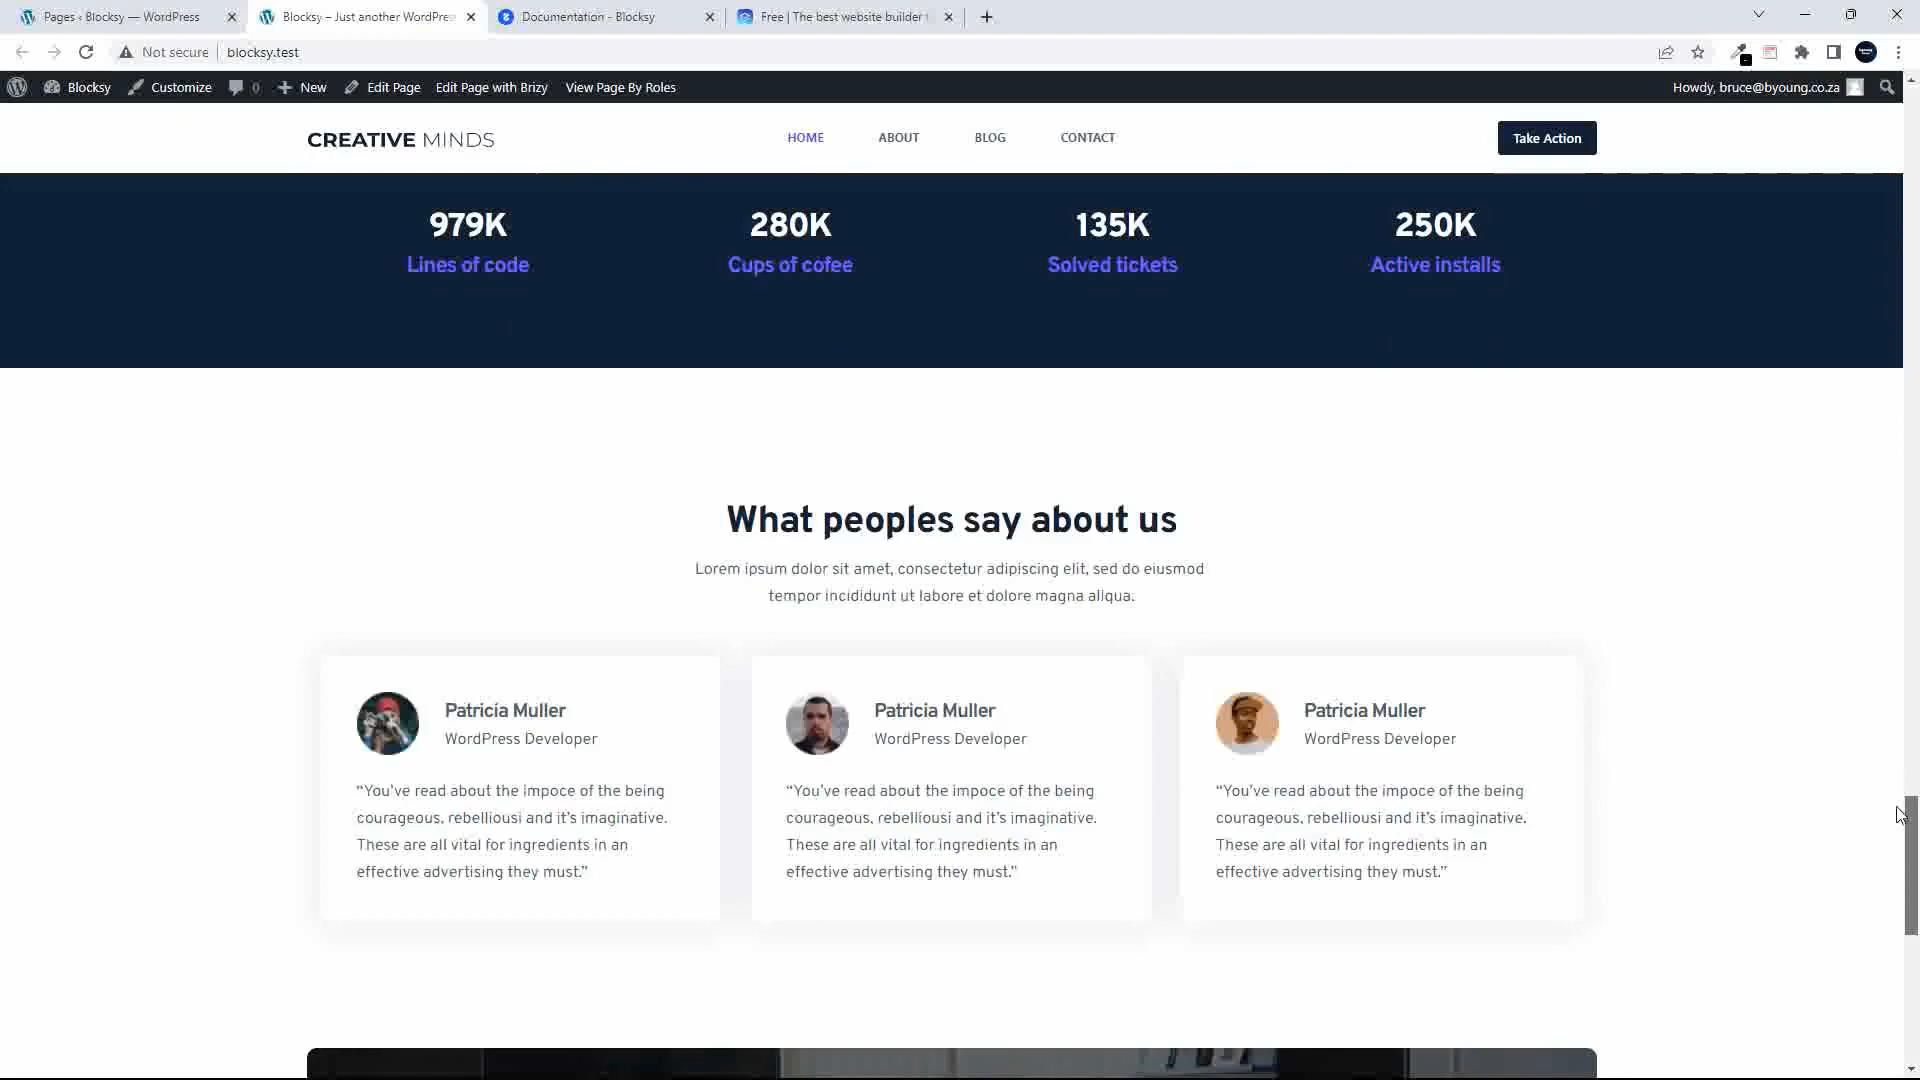 Pages ‹ Blocksy — WordPress
Blocksy – Just another WordPres
Documentation - Blocksy
Free | The best website builder
Not secure
blocksy.test
Blocksy
Customize
0
New
Edit Page
Edit Page with Brizy
View Page By Roles
Howdy, bruce@byoung.co.za
CREATIVE MINDS
HOME
ABOUT
BLOG
CONTACT
Take Action
979K
280K
135K
250K
Lines of code
Cups of cofee
Solved tickets
Active installs
What peoples say about us
Lorem ipsum dolor sit amet, consectetur adipiscing elit, sed do eiusmod
tempor incididunt ut labore et dolore magna aliqua.
Patricia Muller
WordPress Developer
“You’ve read about the impoce of the being
courageous, rebelliousi and it’s imaginative.
These are all vital for ingredients in an
effective advertising they must.”
Patricia Muller
WordPress Developer
“You’ve read about the impoce of the being
courageous, rebelliousi and it’s imaginative.
These are all vital for ingredients in an
effective advertising they must.”
Patricia Muller
WordPress Developer
“You’ve read about the impoce of the being
courageous, rebelliousi and it’s imaginative.
These are all vital for ingredients in an
effective advertising they must.”